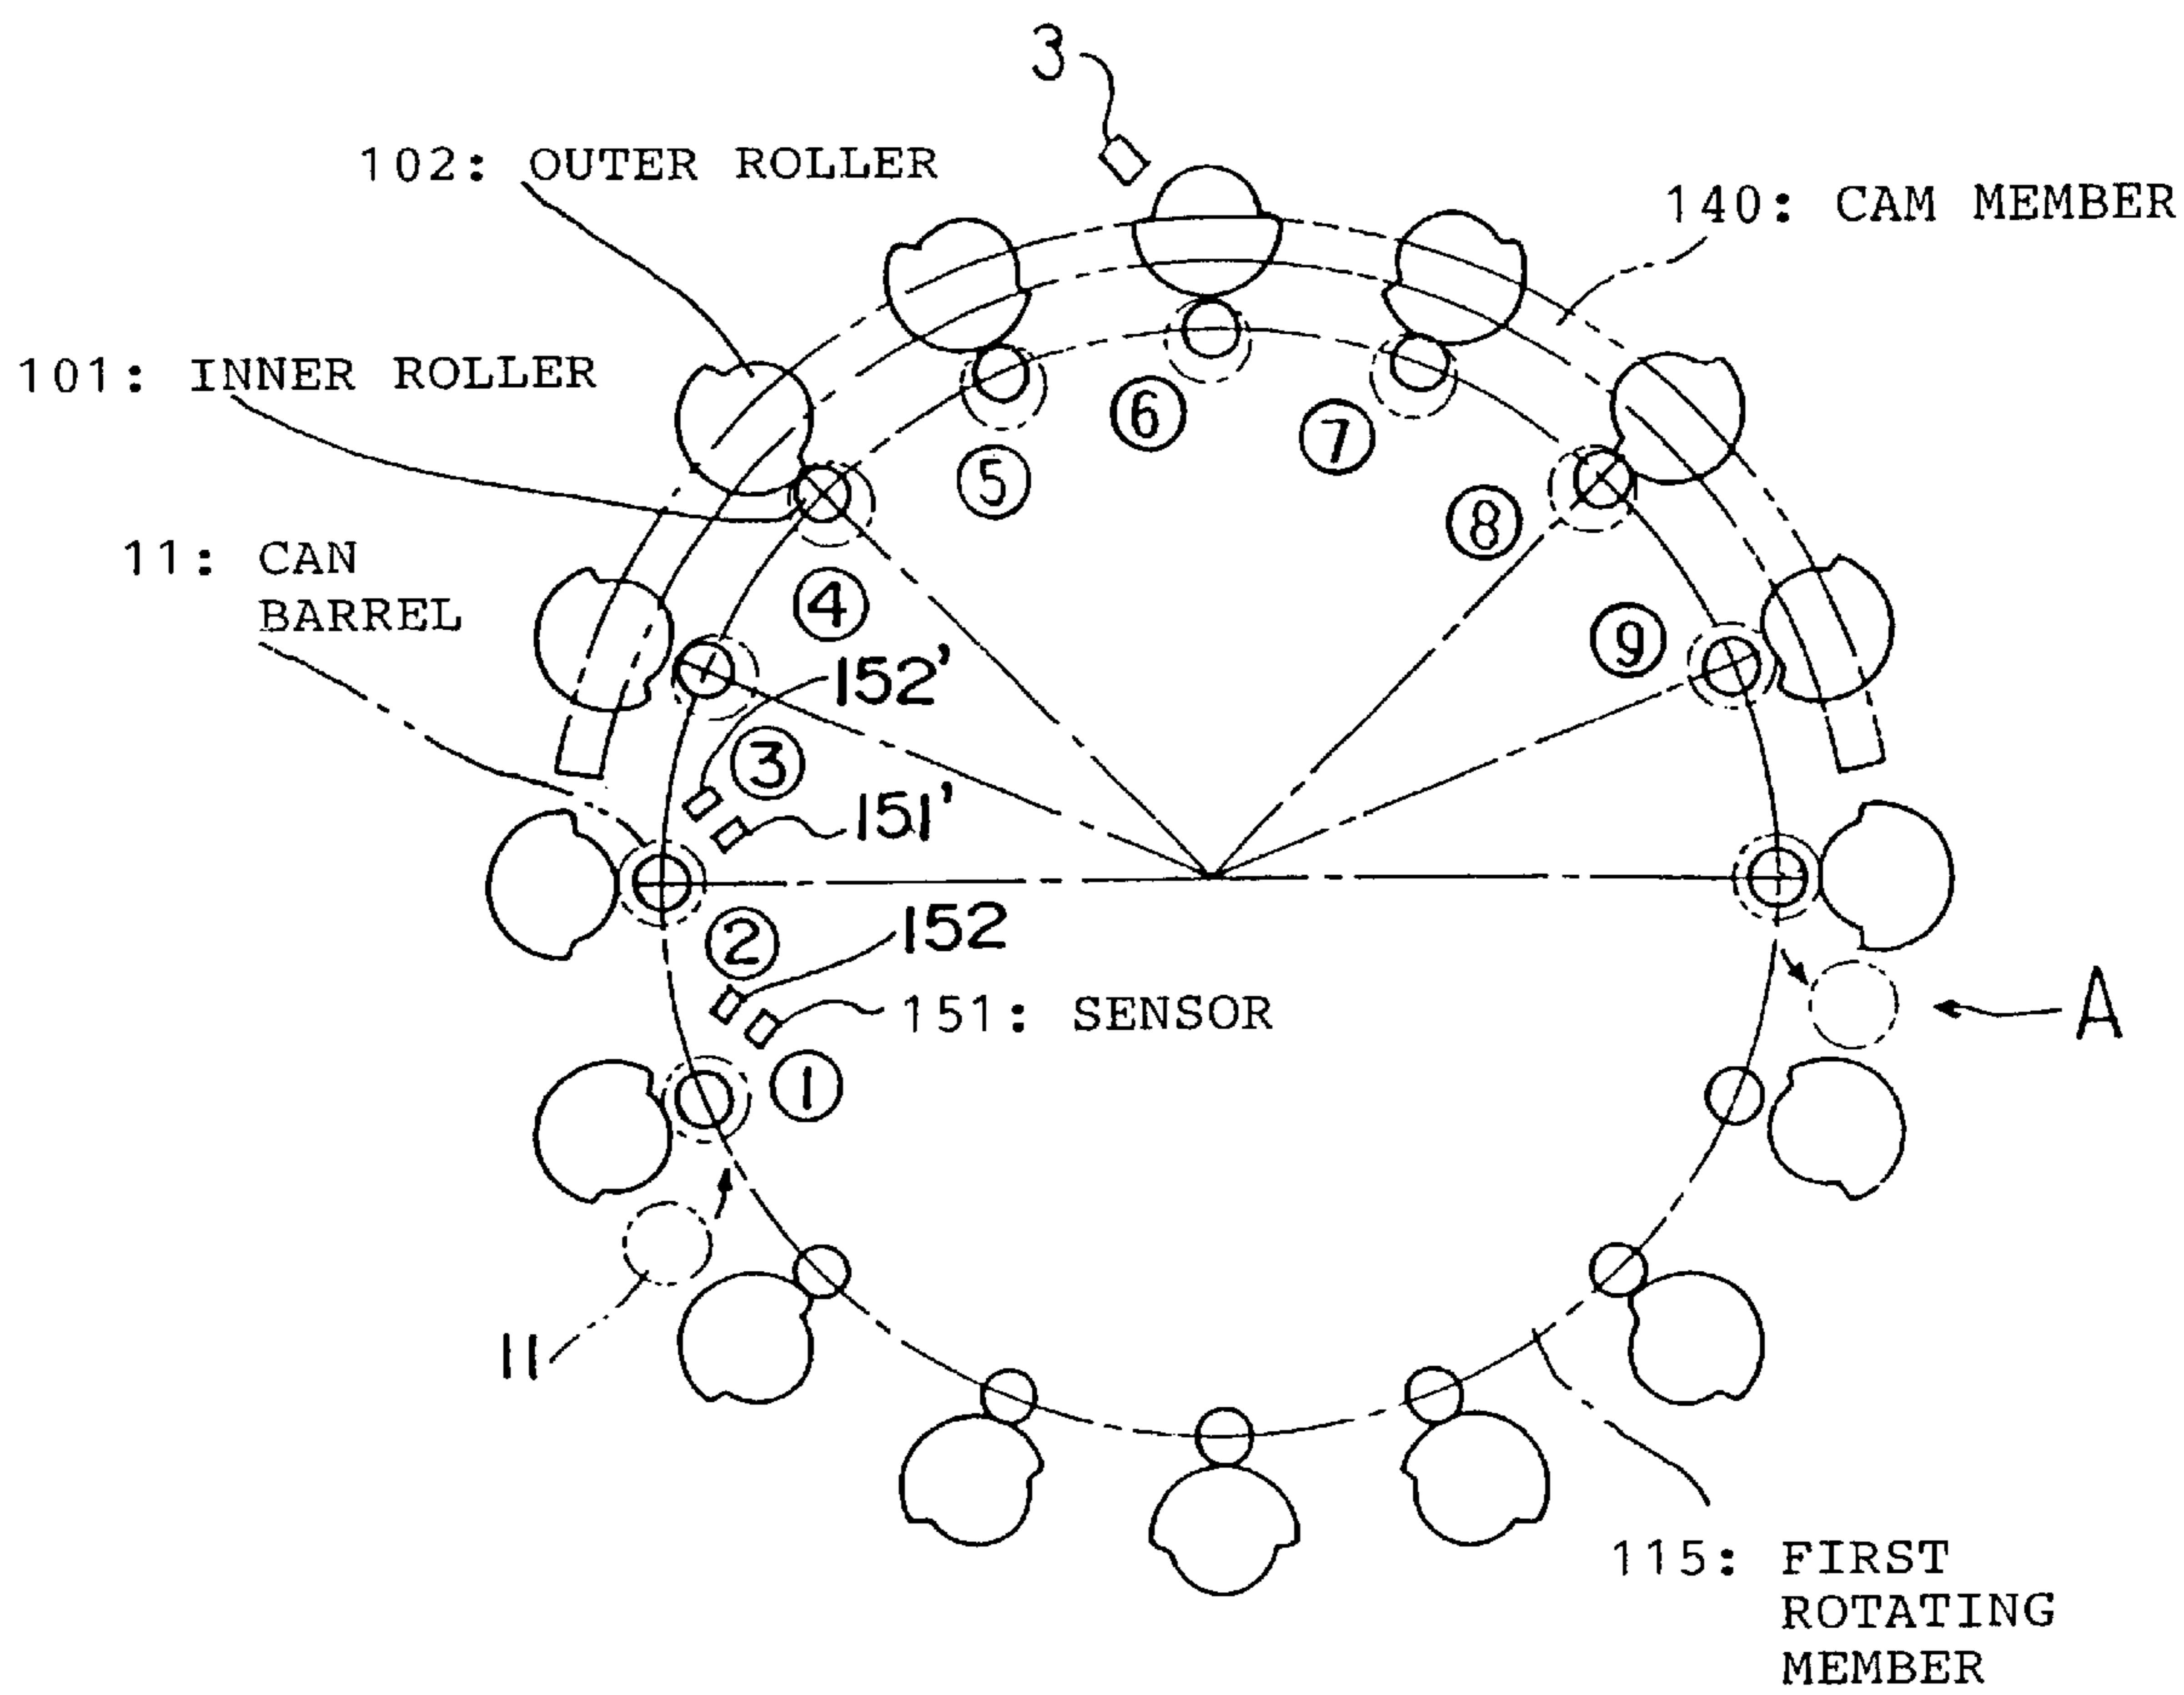 3
102: OUTER ROLLER
140: CAM MEMBER
101: INNER ROLLER
⑥
⑦
⑤
⑧
11: CAN
BARREL
④
⑨
152'
③
151'
②
152
151: SENSOR
A
①
11
115: FIRST
ROTATING
MEMBER